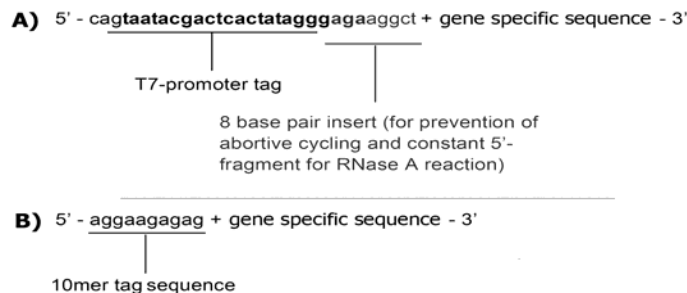 A) 5' - cagtaatacgactcactatagggagaaggct + gene specific sequence - 3'
T7-promoter tag
8 base pair insert (for prevention of
abortive cycling and constant 5'-
fragment for RNase A reaction)
B) 5' - aggaagagag + gene specific sequence - 3'
10mer tag sequence